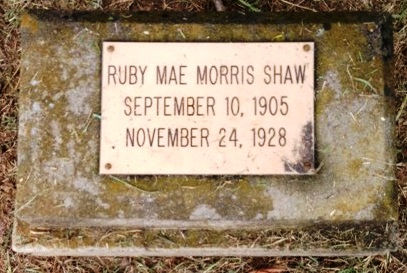 RUBY MAE MORRIS SHAW
SEPTEMBER 10, 1905
NOVEMBER 24, 1928